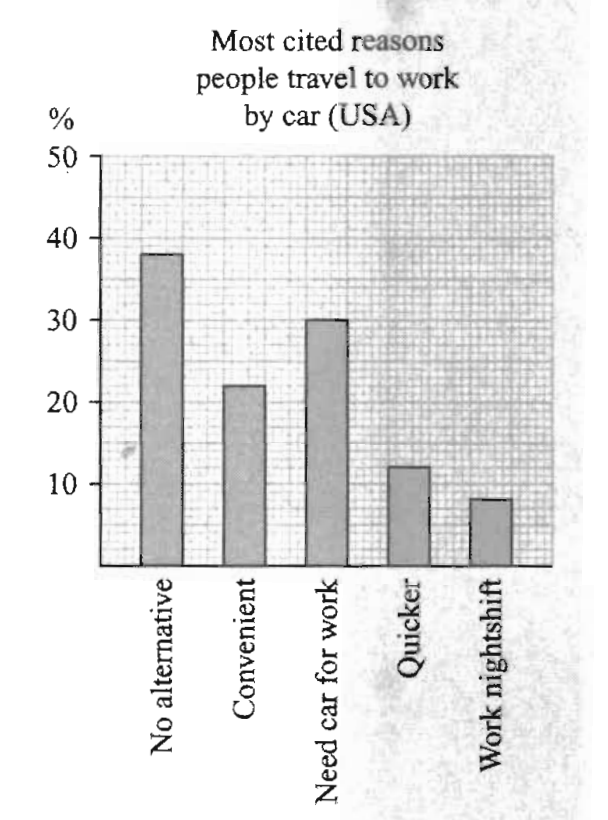 Most cited reasons
people travel to work
by car (USA)
%
50
40
30
20
10
No alternative
Convenient
Need car for work
Quicker
Work nightshift